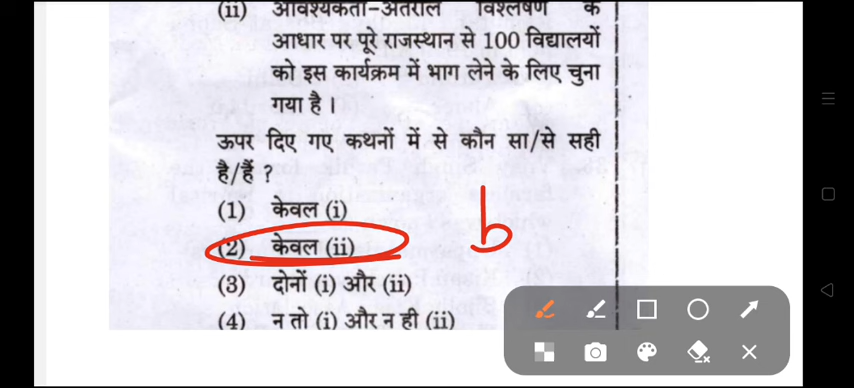 (ii) आवश्यकता-अंतराल विश्लेषण के
आधार पर पूरे राजस्थान से 100 विद्यालयों
को इस कार्यक्रम में भाग लेने के लिए चुना
गया है ।
ऊपर दिए गए कथनों में से कौन सा/से सही
है/हैं ?
(1) केवल (i)
(2) केवल (ii)
(3) दोनों (i) और (ii)
(4) न तो (i) और न ही (ii)
b